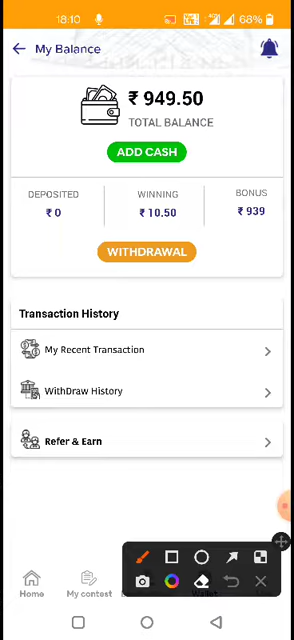 18:10
68%
My Balance
₹ 949.50
TOTAL BALANCE
ADD CASH
DEPOSITED
₹ 0
WINNING
₹ 10.50
BONUS
₹ 939
WITHDRAWAL
Transaction History
My Recent Transaction
WithDraw History
Refer & Earn
Home
My contest